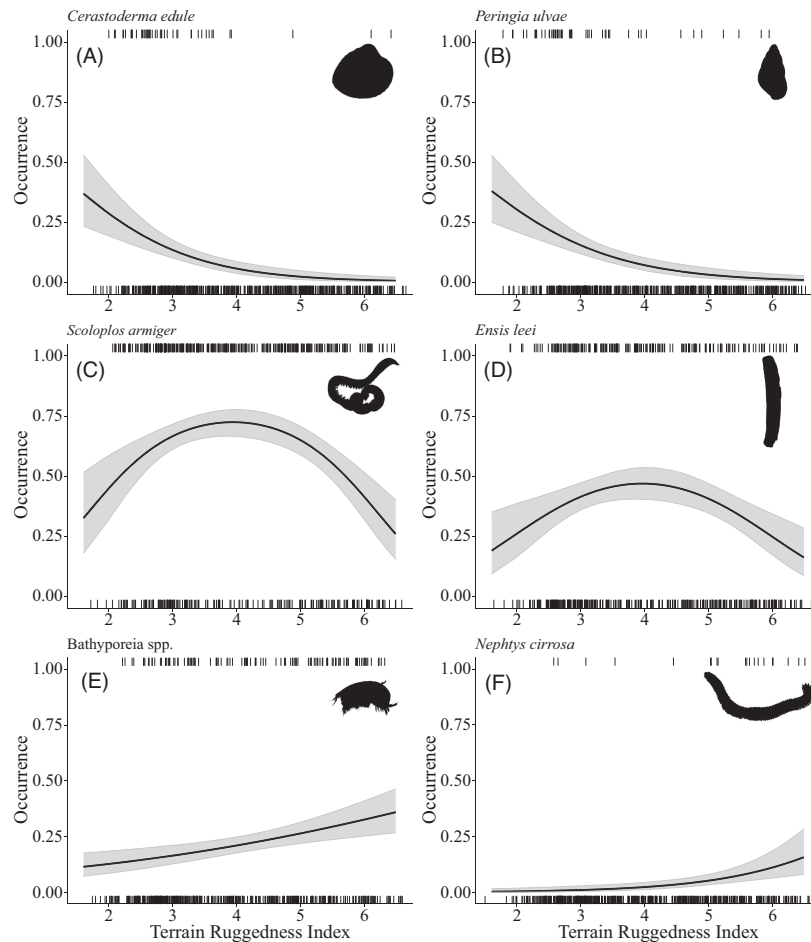 Cerastoderma edule
Peringia ulvae
(A)
(B)
1.00
0.75
0.50
0.25
0.00
Occurrence
2 3 4 5 6
1.00
0.75
0.50
0.25
0.00
Occurrence
2 3 4 5 6
Scoloplos armiger
Ensis leei
(C)
(D)
1.00
0.75
0.50
0.25
0.00
Occurrence
2 3 4 5 6
1.00
0.75
0.50
0.25
0.00
Occurrence
2 3 4 5 6
Bathyporeia spp.
Nephtys cirrosa
(E)
(F)
1.00
0.75
0.50
0.25
0.00
Occurrence
2 3 4 5 6
Terrain Ruggedness Index
1.00
0.75
0.50
0.25
0.00
Occurrence
2 3 4 5 6
Terrain Ruggedness Index